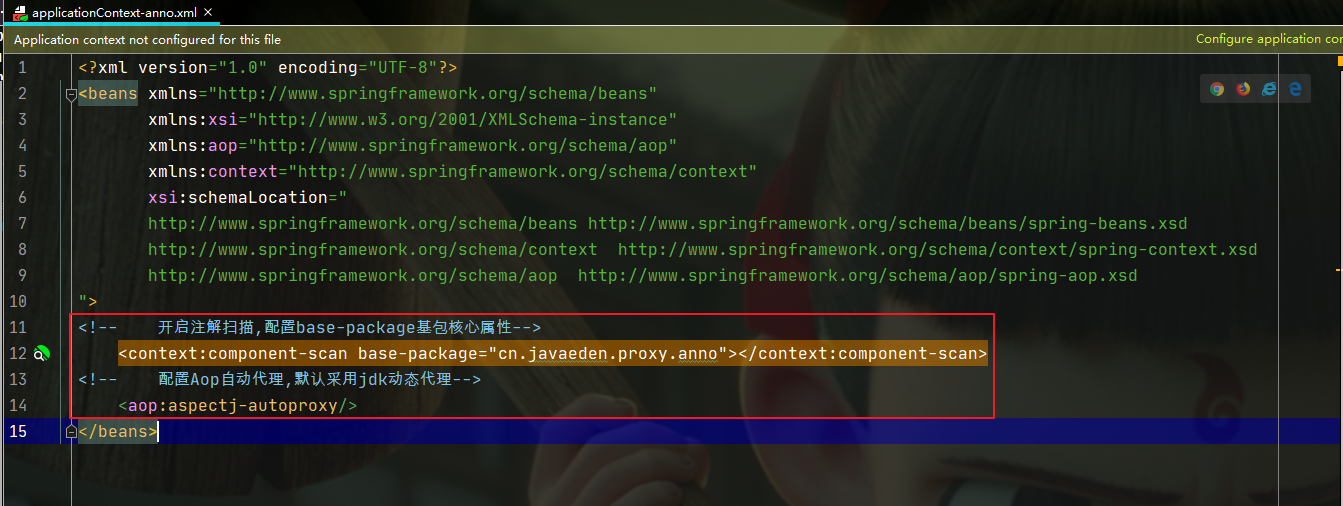 applicationContext-anno.xml ×
Application context not configured for this file Configure application cor
1 <?xml version="1.0" encoding="UTF-8"?>
2 <beans xmlns="http://www.springframework.org/schema/beans"
3 xmlns:xsi="http://www.w3.org/2001/XMLSchema-instance"
4 xmlns:aop="http://www.springframework.org/schema/aop"
5 xmlns:context="http://www.springframework.org/schema/context"
6 xsi:schemaLocation="
7 http://www.springframework.org/schema/beans http://www.springframework.org/schema/beans/spring-beans.xsd
8 http://www.springframework.org/schema/context http://www.springframework.org/schema/context/spring-context.xsd
9 http://www.springframework.org/schema/aop http://www.springframework.org/schema/aop/spring-aop.xsd
10 ">
11 <!-- 开启注解扫描,配置base-package基包核心属性-->
12 <context:component-scan base-package="cn.javaeden.proxy.anno"></context:component-scan>
13 <!-- 配置Aop自动代理,默认采用jdk动态代理-->
14 <aop:aspectj-autoproxy/>
15 </beans>